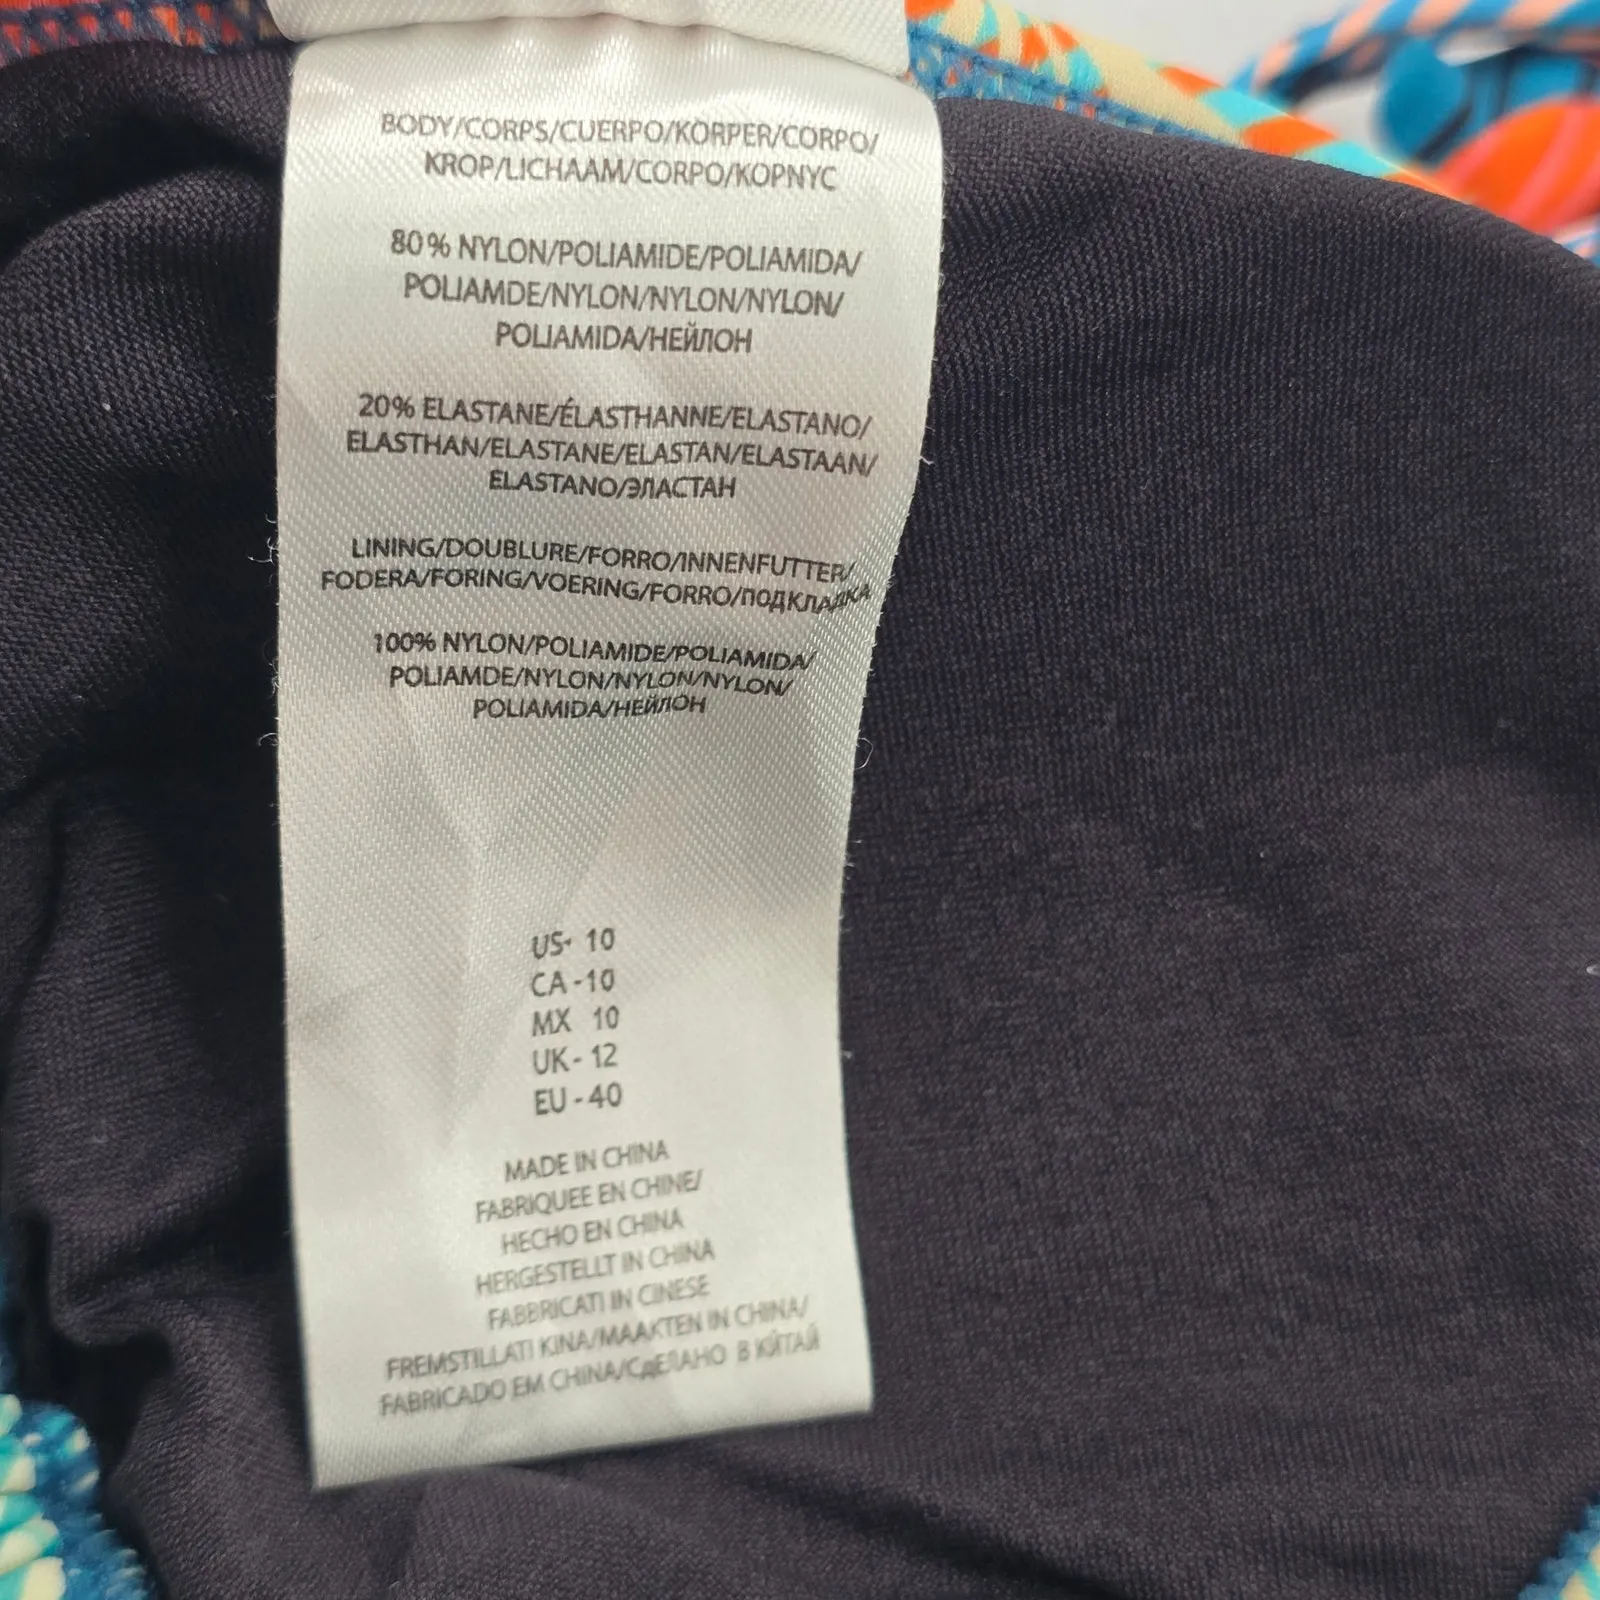 BODY/CORPS/CUERPO/KÖRPER/CORPO/
KROP/LICHAAM/CORPO/KOPNYC
80% NYLON/POLIAMIDE/POLIAMIDA/
POLIAMDE/NYLON/NYLON/NYLON/
POLIAMIDA/НЕЙЛОН
20% ELASTANE/ÉLASTHANNE/ELASTANO/
ELASTHAN/ELASTANE/ELASTAN/ELASTAAN/
ELASTANO/ЭЛАСТАН
LINING/DOUBLURE/FORRO/INNENFUTTER/
FODERA/FORING/VOERING/FORRO/ПОДКЛАДКА
100% NYLON/POLIAMIDE/POLIAMIDA/
POLIAMDE/NYLON/NYLON/NYLON/
POLIAMIDA/НЕЙЛОН
US- 10
CA -10
MX 10
UK- 12
EU - 40
MADE IN CHINA
FABRIQUEE EN CHINE/
HECHO EN CHINA
HERGESTELLT IN CHINA
FABBRICATI IN CINESE
FREMSTILLATI KINA/MAAKTEN IN CHINA/
FABRICADO EM CHINA/СДЕЛАНО В КИТАЙ